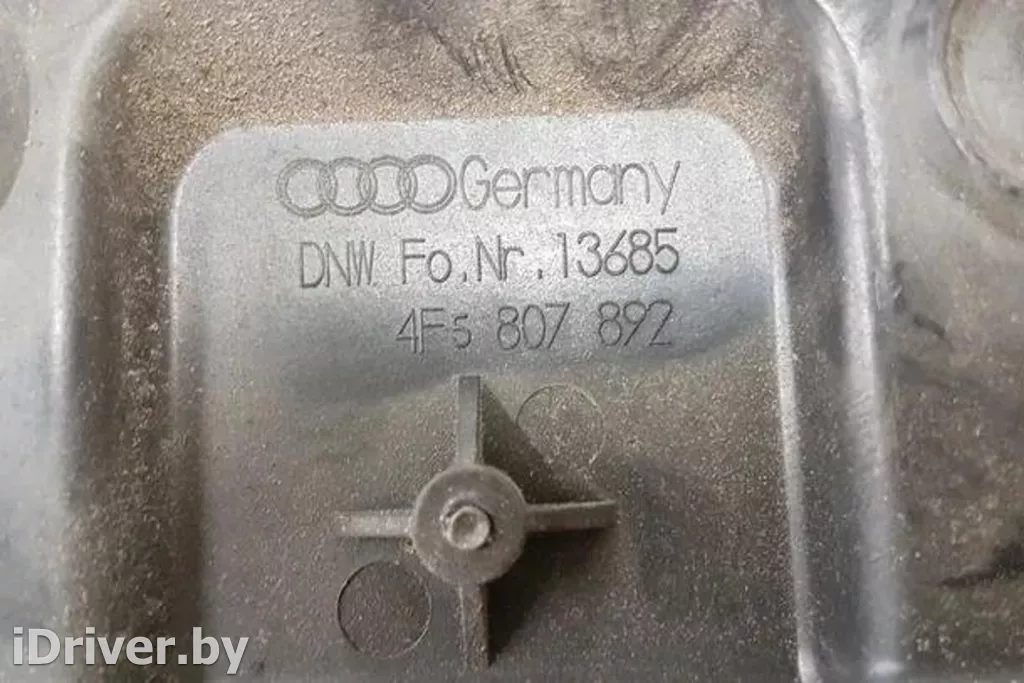 Germany
DNW. Fo.Nr.13685
4F5 807 892
iDriver.by